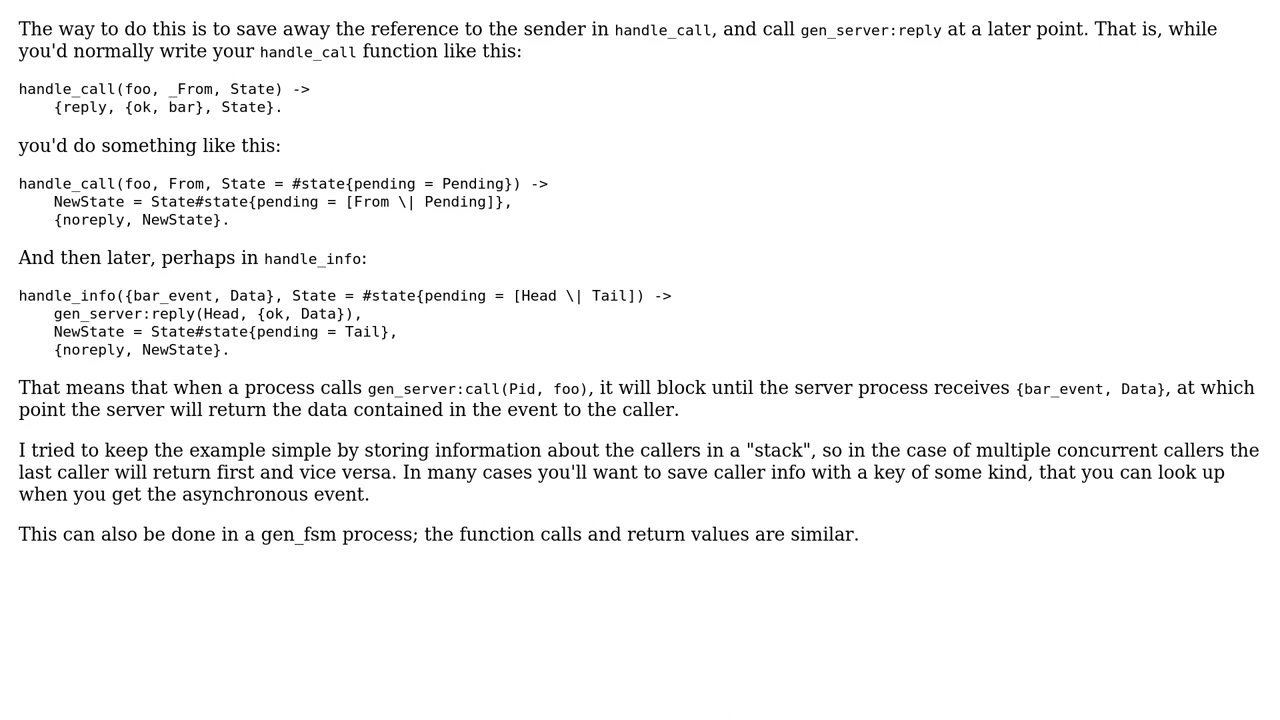 The way to do this is to save away the reference to the sender in handle_call, and call gen_server:reply at a later point. That is, while
you'd normally write your handle_call function like this:
handle_call(foo, _From, State) ->
    {reply, {ok, bar}, State}.
you'd do something like this:
handle_call(foo, From, State = #state{pending = Pending}) ->
    NewState = State#state{pending = [From \| Pending]},
    {noreply, NewState}.
And then later, perhaps in handle_info:
handle_info({bar_event, Data}, State = #state{pending = [Head \| Tail]) ->
    gen_server:reply(Head, {ok, Data}),
    NewState = State#state{pending = Tail},
    {noreply, NewState}.
That means that when a process calls gen_server:call(Pid, foo), it will block until the server process receives {bar_event, Data}, at which
point the server will return the data contained in the event to the caller.
I tried to keep the example simple by storing information about the callers in a "stack", so in the case of multiple concurrent callers the
last caller will return first and vice versa. In many cases you'll want to save caller info with a key of some kind, that you can look up
when you get the asynchronous event.
This can also be done in a gen_fsm process; the function calls and return values are similar.